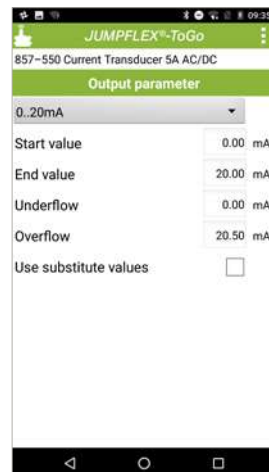 09:35
JUMPFLEX®-ToGo
857-550 Current Transducer 5A AC/DC
Output parameter
0..20mA
Start value 0.00 mA
End value 20.00 mA
Underflow 0.00 mA
Overflow 20.50 mA
Use substitute values